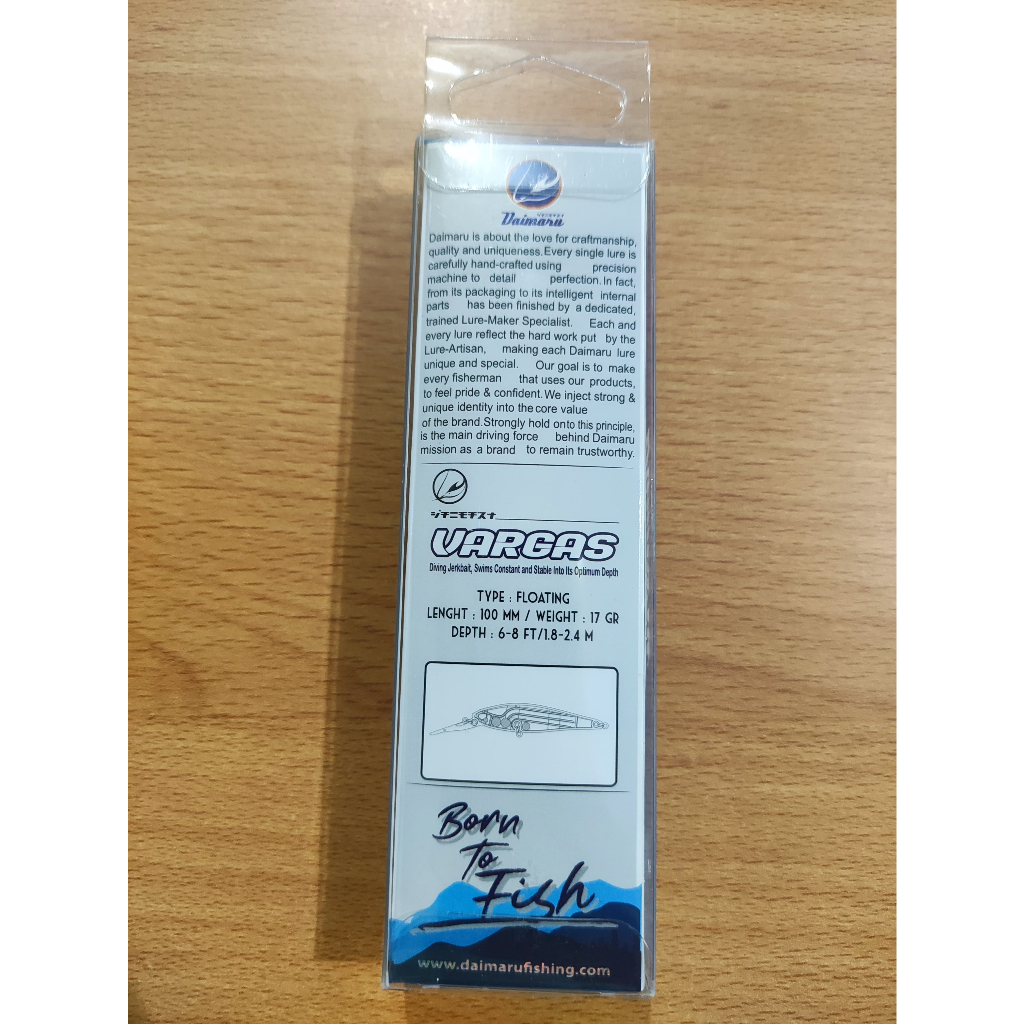 Daimaru
Daimaru is about the love for craftmanship,
quality and uniqueness.Every single lure is
carefully hand-crafted using precision
machine to detail perfection. In fact,
from its packaging to its intelligent internal
parts has been finished by a dedicated,
trained Lure-Maker Specialist. Each and
every lure reflect the hard work put by the
Lure-Artisan, making each Daimaru lure
unique and special. Our goal is to make
every fisherman that uses our products,
to feel pride & confident.We inject strong &
unique identity into the core value
of the brand.Strongly hold onto this principle,
is the main driving force behind Daimaru
mission as a brand to remain trustworthy.
ジチニモチスナ
VARGAS
Diving Jerkbait, Swims Constant and Stable Into Its Optimum Depth
TYPE : FLOATING
LENGHT : 100 MM / WEIGHT : 17 GR
DEPTH : 6-8 FT/1.8-2.4 M
Born
To
Fish
www.daimarufishing.com